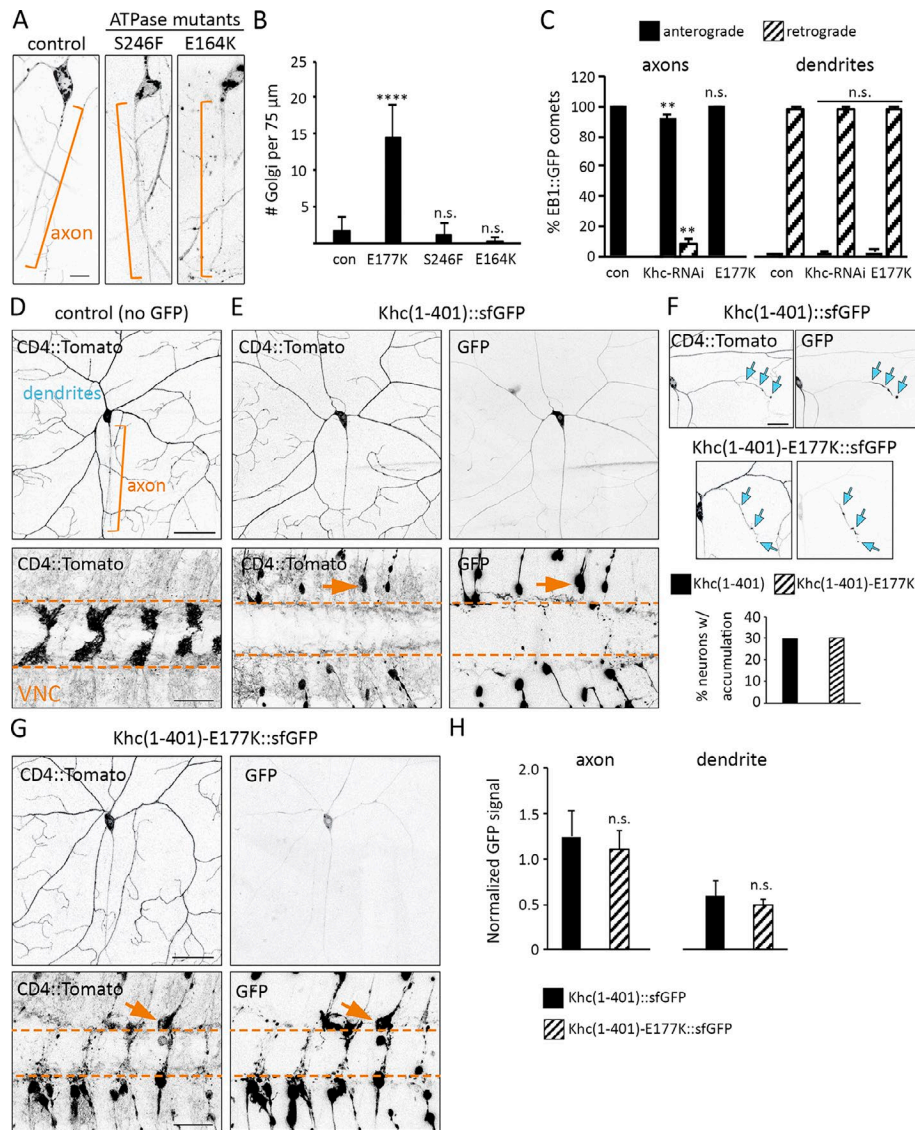 A
ATPase mutants
control
S246F
E164K
axon
B
# Golgi per 75 µm
25
20
15
10
5
0
****
n.s.
n.s.
con
E177K
S246F
E164K
C
anterograde
retrograde
axons
dendrites
% EB1::GFP comets
100
80
60
40
20
0
**
**
n.s.
n.s.
con
Khc-RNAi
E177K
con
Khc-RNAi
E177K
D
control (no GFP)
CD4::Tomato
dendrites
axon
CD4::Tomato
VNC
E
Khc(1-401)::sfGFP
CD4::Tomato
GFP
CD4::Tomato
GFP
F
Khc(1-401)::sfGFP
CD4::Tomato
GFP
Khc(1-401)-E177K::sfGFP
Khc(1-401)
Khc(1-401)-E177K
% neurons w/
accumulation
40
30
20
10
0
G
Khc(1-401)-E177K::sfGFP
CD4::Tomato
GFP
CD4::Tomato
GFP
H
axon
dendrite
Normalized GFP signal
2.0
1.5
1.0
0.5
0
n.s.
n.s.
Khc(1-401)::sfGFP
Khc(1-401)-E177K::sfGFP